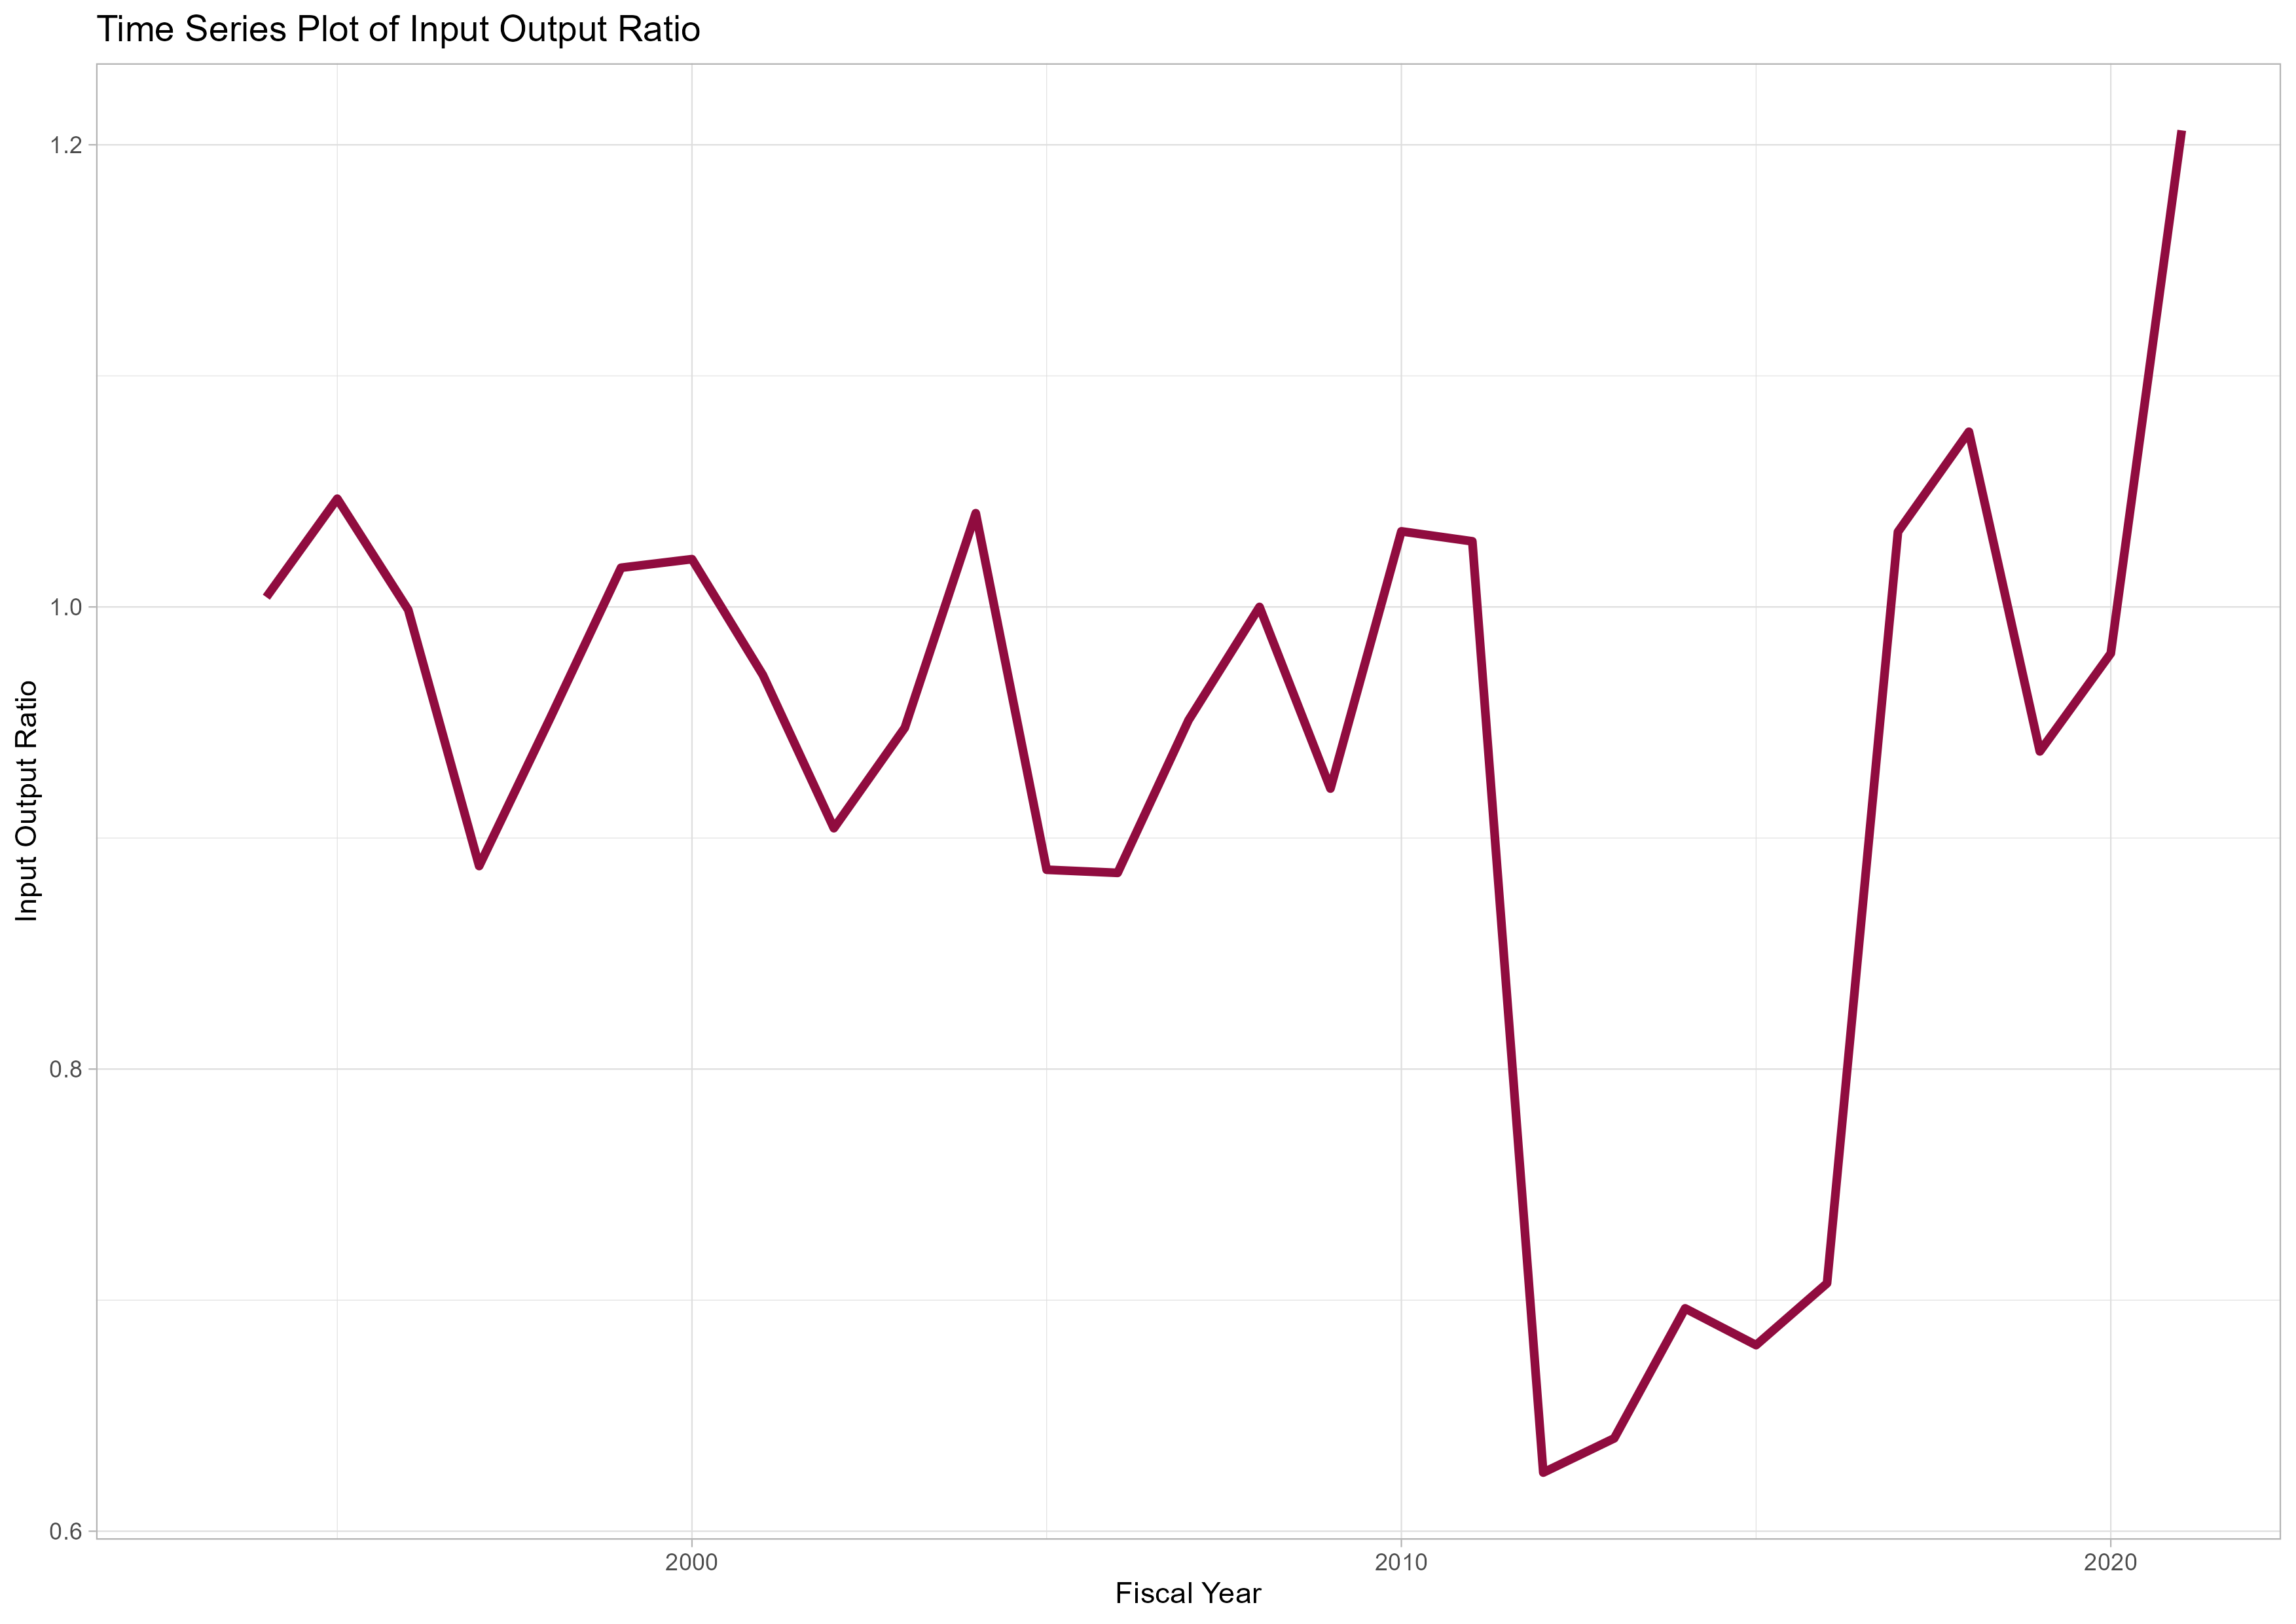 Time Series Plot of Input Output Ratio
1.2
1.0
0.8
0.6
Input Output Ratio
2000
2010
2020
Fiscal Year